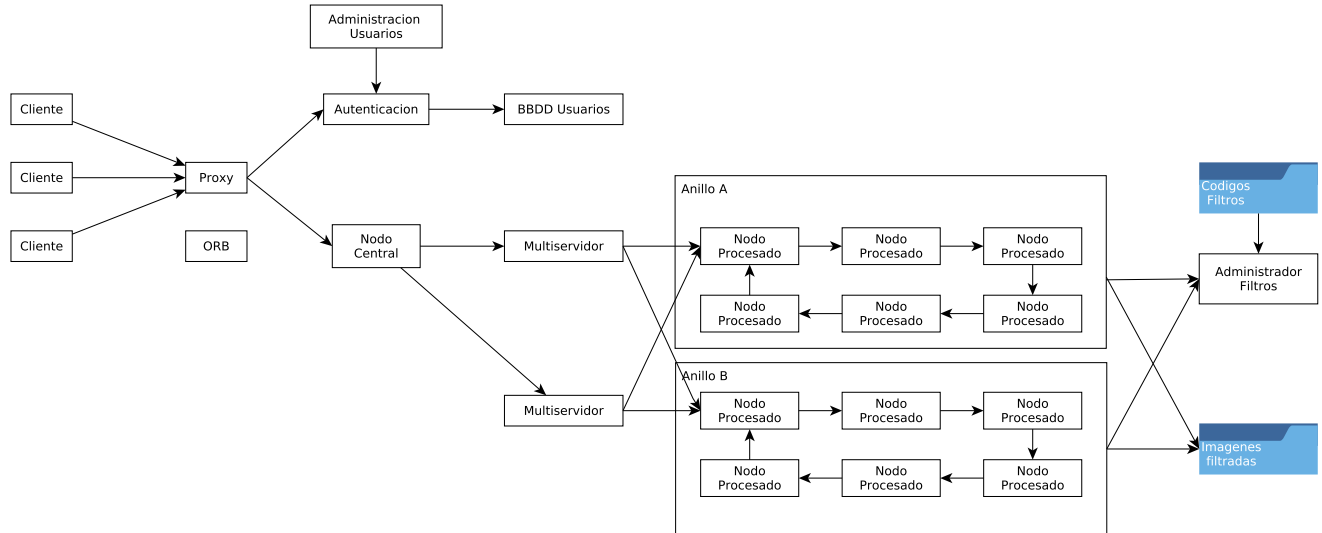 Administracion
Usuarios
Cliente
Autenticacion
BBDD Usuarios
Cliente
Proxy
Cliente
ORB
Nodo
Central
Multiservidor
Multiservidor
Anillo A
Nodo
Procesado
Nodo
Procesado
Nodo
Procesado
Nodo
Procesado
Nodo
Procesado
Nodo
Procesado
Anillo B
Nodo
Procesado
Nodo
Procesado
Nodo
Procesado
Nodo
Procesado
Nodo
Procesado
Nodo
Procesado
Codigos
Filtros
Administrador
Filtros
Imagenes
filtradas